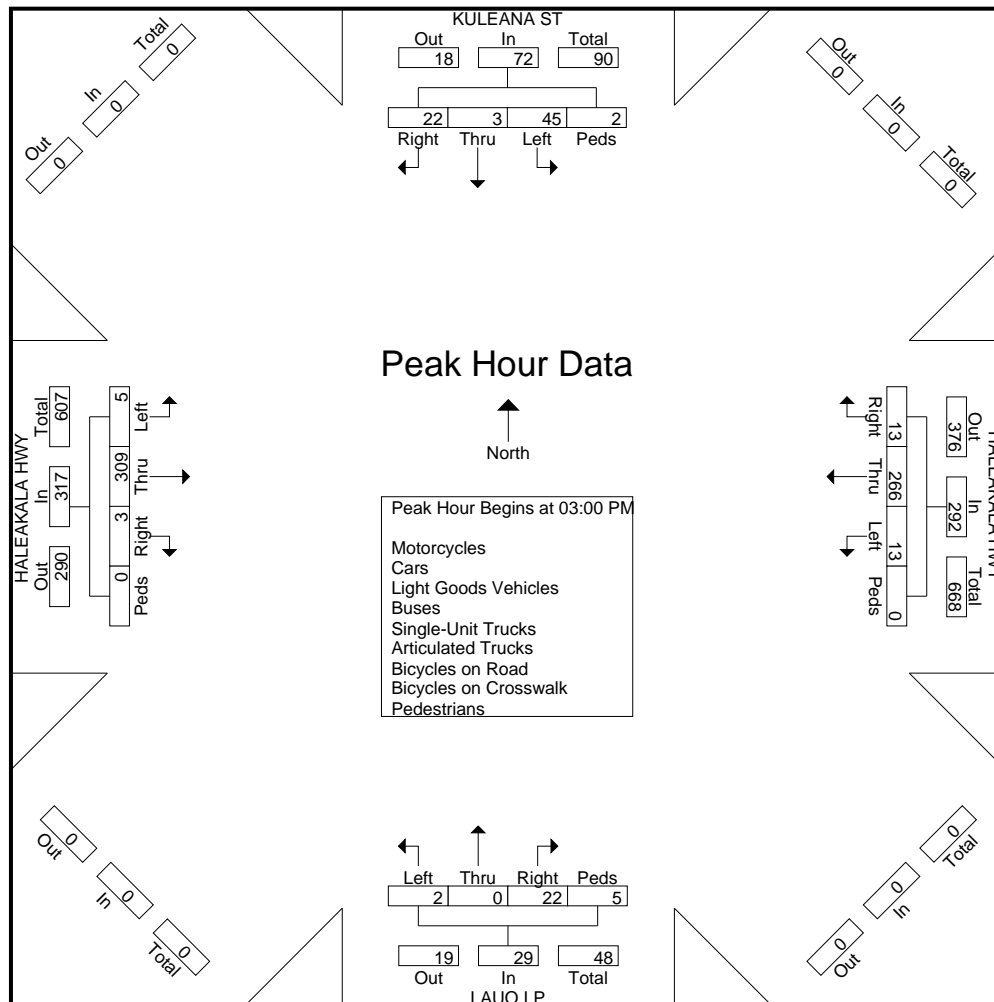 KULEANA ST
Out In Total
18 72 90
22 3 45 2
Right Thru Left Peds
Total
0
In
0
Out
0
Out
0
In
0
Total
0
Peak Hour Data
North
Peak Hour Begins at 03:00 PM
Motorcycles
Cars
Light Goods Vehicles
Buses
Single-Unit Trucks
Articulated Trucks
Bicycles on Road
Bicycles on Crosswalk
Pedestrians
HALEAKALA HWY
Out In Total
290 317 607
0 3 309 5
Peds Right Thru Left
HALEAKALA HWY
Out In Total
376 292 668
13 266 13 0
Right Thru Left Peds
Out
0
In
0
Total
0
Total
0
In
0
Out
0
Left Thru Right Peds
2 0 22 5
19 29 48
Out In Total
LAUO LP